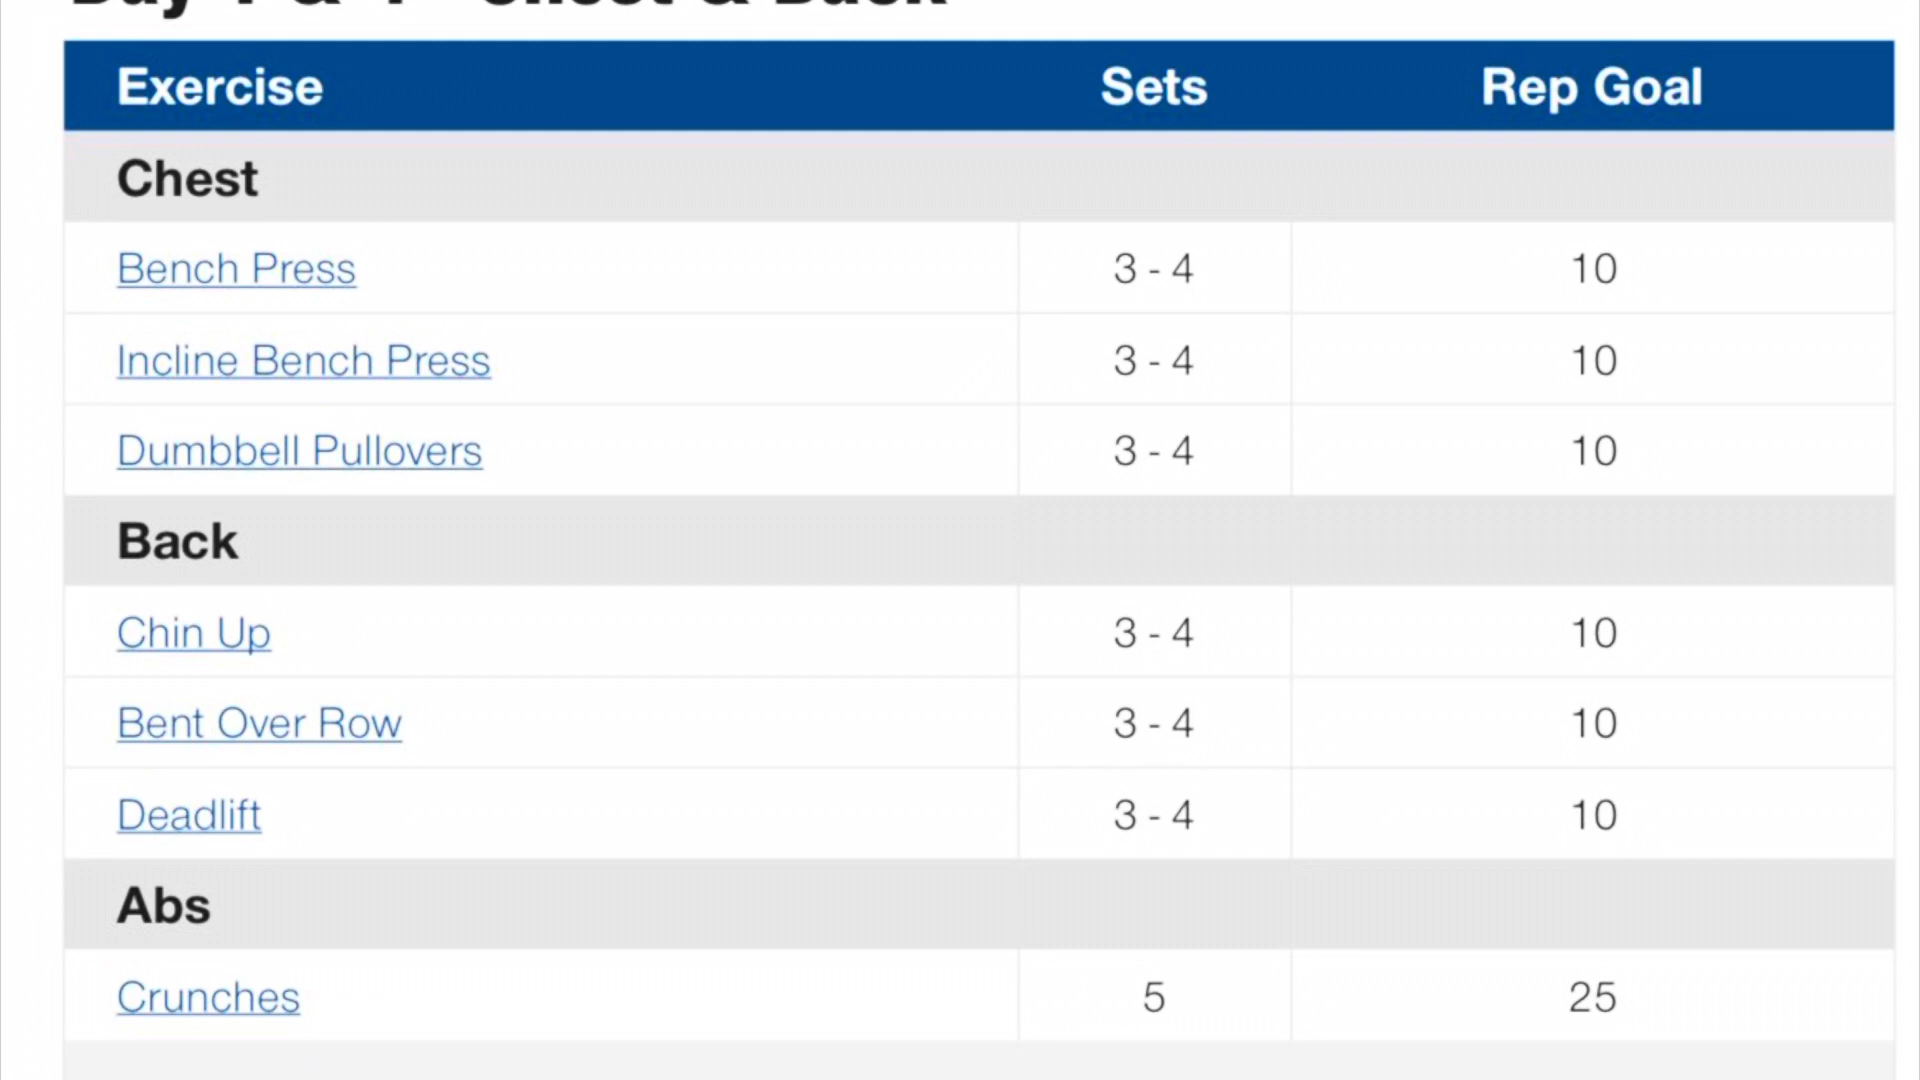 Exercise Sets Rep Goal
Chest
Bench Press 3 - 4 10
Incline Bench Press 3 - 4 10
Dumbbell Pullovers 3 - 4 10
Back
Chin Up 3 - 4 10
Bent Over Row 3 - 4 10
Deadlift 3 - 4 10
Abs
Crunches 5 25